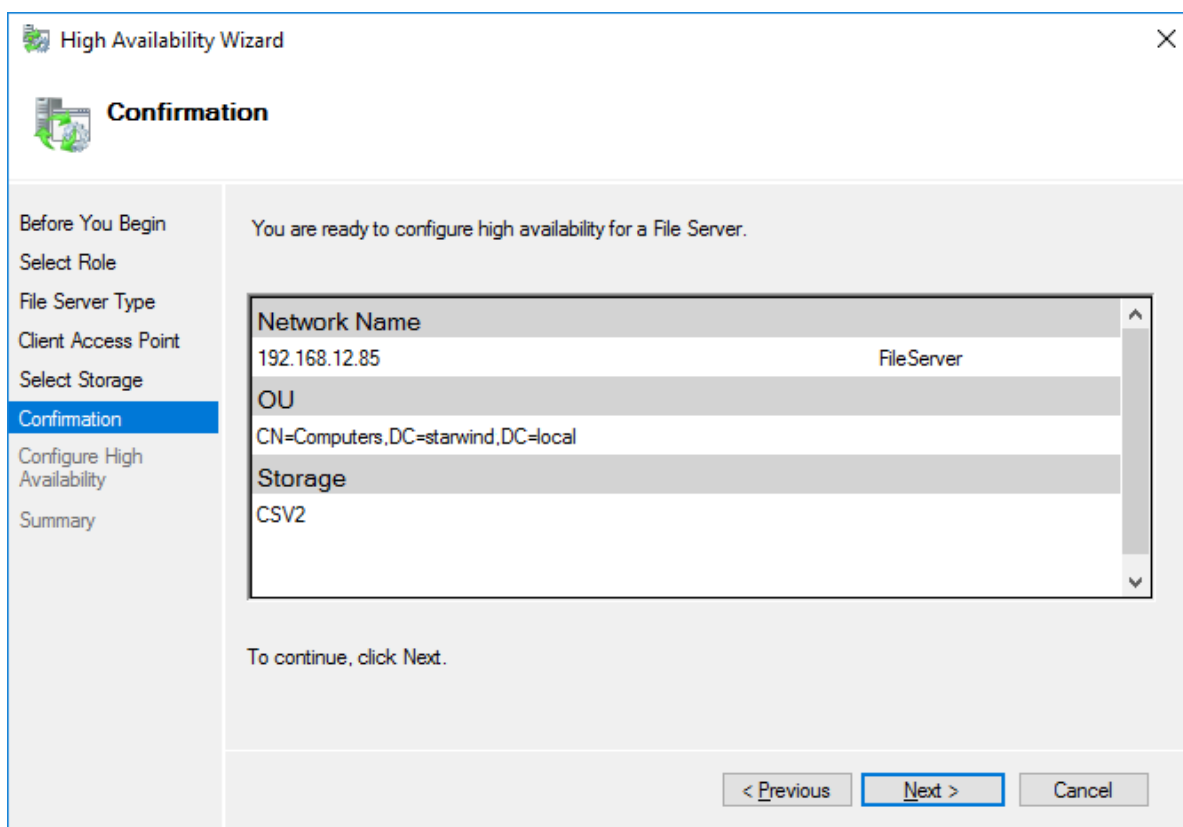 High Availability Wizard
Confirmation
Before You Begin
Select Role
File Server Type
Client Access Point
Select Storage
Confirmation
Configure High
Availability
Summary
You are ready to configure high availability for a File Server.
Network Name
192.168.12.85 FileServer
OU
CN=Computers,DC=starwind,DC=local
Storage
CSV2
To continue, click Next.
< Previous Next > Cancel